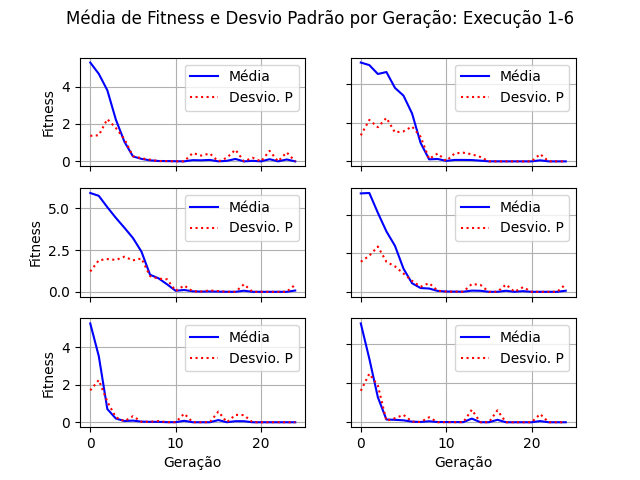 Média de Fitness e Desvio Padrão por Geração: Execução 1-6
Fitness
4
2
0
Média
Desvio. P
Média
Desvio. P
Fitness
5.0
2.5
0.0
Média
Desvio. P
Média
Desvio. P
Fitness
4
2
0
Média
Desvio. P
0
10
20
Geração
Média
Desvio. P
0
10
20
Geração